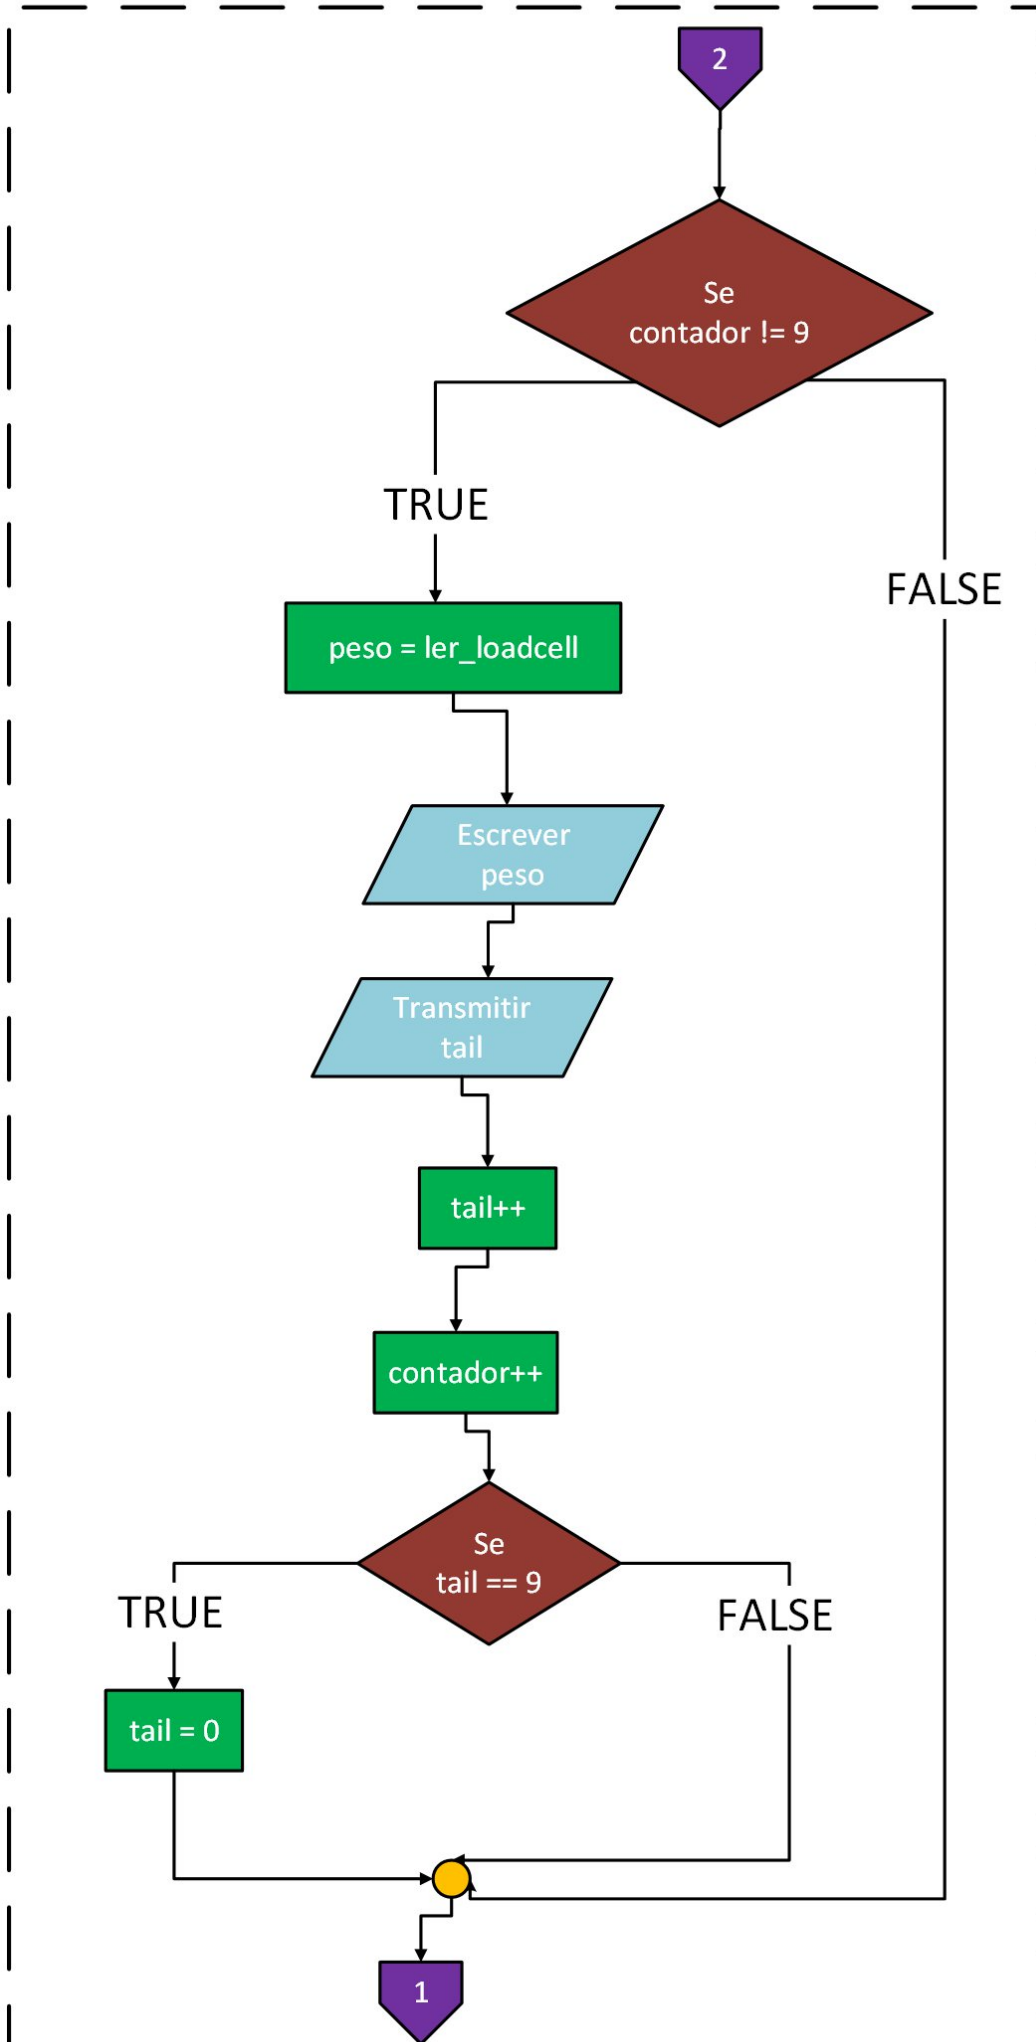 2
Se
contador != 9
TRUE
FALSE
peso = ler_loadcell
Escrever
peso
Transmitir
tail
tail++
contador++
Se
tail == 9
TRUE
FALSE
tail = 0
1